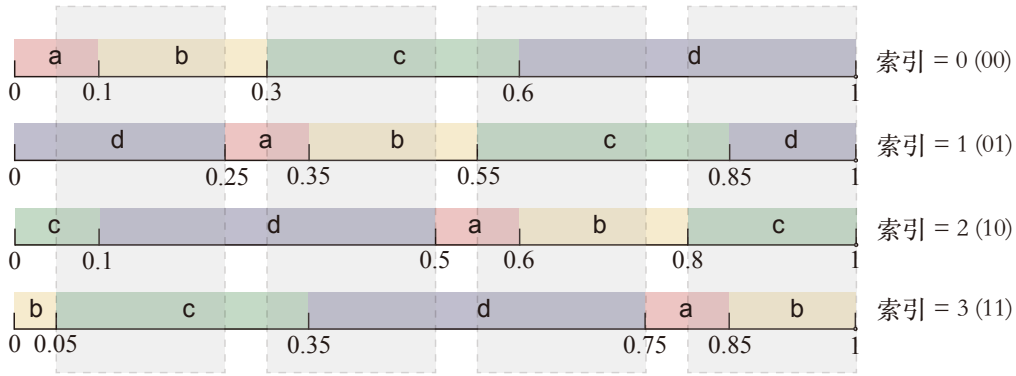 a b c d 索引 = 0 (00)
0 0.1 0.3 0.6 1
d a b c d 索引 = 1 (01)
0 0.25 0.35 0.55 0.85 1
c d a b c 索引 = 2 (10)
0 0.1 0.5 0.6 0.8 1
b c d a b 索引 = 3 (11)
0 0.05 0.35 0.75 0.85 1